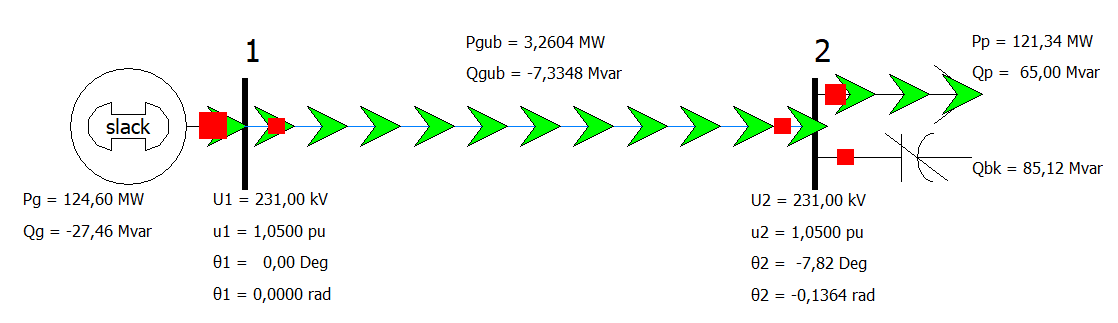 1
2
Pgub = 3,2604 MW
Qgub = -7,3348 Mvar
Pp = 121,34 MW
Qp = 65,00 Mvar
slack
Qbk = 85,12 Mvar
Pg = 124,60 MW
Qg = -27,46 Mvar
U1 = 231,00 kV
u1 = 1,0500 pu
θ1 = 0,00 Deg
θ1 = 0,0000 rad
U2 = 231,00 kV
u2 = 1,0500 pu
θ2 = -7,82 Deg
θ2 = -0,1364 rad